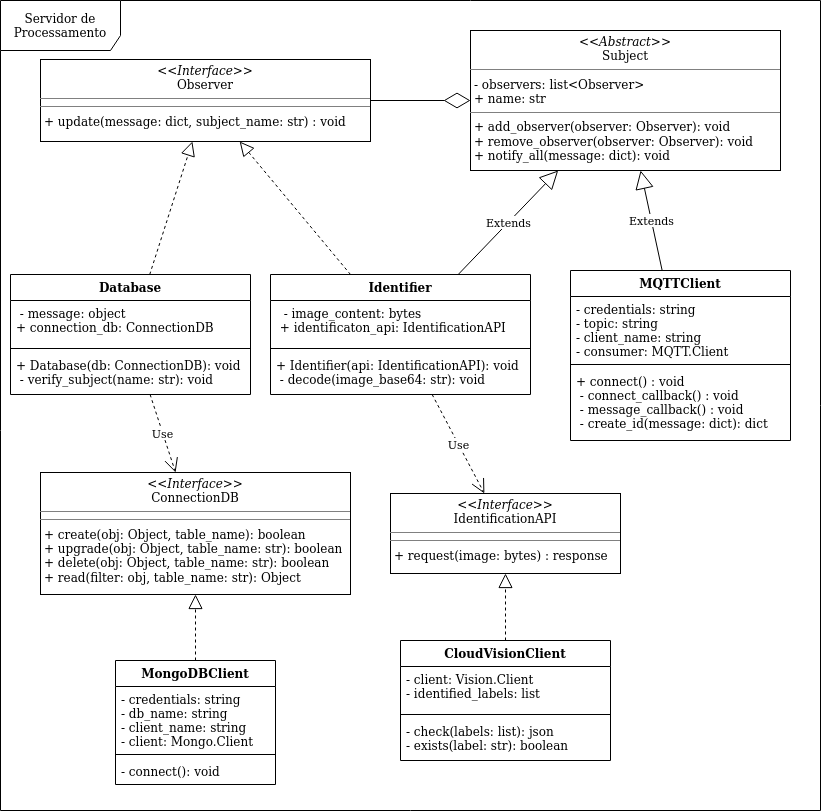 Servidor de
Processamento
<<Interface>>
Observer
+ update(message: dict, subject_name: str) : void
<<Abstract>>
Subject
- observers: list<Observer>
+ name: str
+ add_observer(observer: Observer): void
+ remove_observer(observer: Observer): void
+ notify_all(message: dict): void
Extends
Extends
Database
- message: object
+ connection_db: ConnectionDB
+ Database(db: ConnectionDB): void
- verify_subject(name: str): void
Identifier
- image_content: bytes
+ identificaton_api: IdentificationAPI
+ Identifier(api: IdentificationAPI): void
- decode(image_base64: str): void
MQTTClient
- credentials: string
- topic: string
- client_name: string
- consumer: MQTT.Client
+ connect() : void
- connect_callback() : void
- message_callback() : void
- create_id(message: dict): dict
Use
Use
<<Interface>>
ConnectionDB
+ create(obj: Object, table_name): boolean
+ upgrade(obj: Object, table_name: str): boolean
+ delete(obj: Object, table_name: str): boolean
+ read(filter: obj, table_name: str): Object
<<Interface>>
IdentificationAPI
+ request(image: bytes) : response
MongoDBClient
- credentials: string
- db_name: string
- client_name: string
- client: Mongo.Client
- connect(): void
CloudVisionClient
- client: Vision.Client
- identified_labels: list
- check(labels: list): json
- exists(label: str): boolean